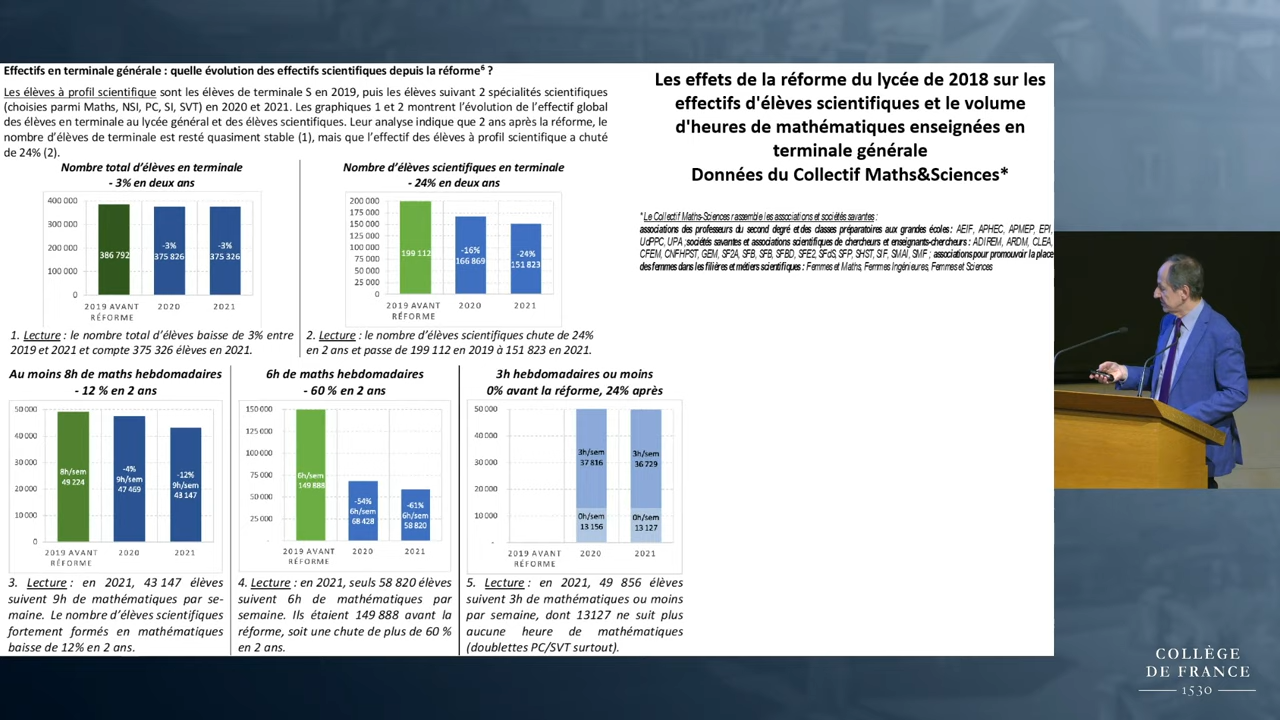 Effectifs en terminale générale : quelle évolution des effectifs scientifiques depuis la réforme⁶ ?
Les élèves à profil scientifique sont les élèves de terminale S en 2019, puis les élèves suivant 2 spécialités scientifiques
(choisies parmi Maths, NSI, PC, SI, SVT) en 2020 et 2021. Les graphiques 1 et 2 montrent l'évolution de l'effectif global
des élèves en terminale au lycée général et des élèves scientifiques. Leur analyse indique que 2 ans après la réforme, le
nombre d'élèves de terminale est resté quasiment stable (1), mais que l'effectif des élèves à profil scientifique a chuté
de 24% (2).
Nombre total d'élèves en terminale
- 3% en deux ans
400 000
300 000
200 000
100 000
0
386 792
-3%
375 826
-3%
375 326
2019 AVANT
RÉFORME
2020
2021
1. Lecture : le nombre total d'élèves baisse de 3% entre
2019 et 2021 et compte 375 326 élèves en 2021.
Nombre d'élèves scientifiques en terminale
- 24% en deux ans
200 000
175 000
150 000
125 000
100 000
75 000
50 000
25 000
0
199 112
-16%
166 869
-24%
151 823
2019 AVANT
RÉFORME
2020
2021
2. Lecture : le nombre d'élèves scientifiques chute de 24%
en 2 ans et passe de 199 112 en 2019 à 151 823 en 2021.
Au moins 8h de maths hebdomadaires
- 12 % en 2 ans
50 000
40 000
30 000
20 000
10 000
0
8h/sem
49 224
-4%
9h/sem
47 469
-12%
9h/sem
43 147
2019 AVANT
RÉFORME
2020
2021
3. Lecture : en 2021, 43 147 élèves
suivent 9h de mathématiques par se-
maine. Le nombre d'élèves scientifiques
fortement formés en mathématiques
baisse de 12% en 2 ans.
6h de maths hebdomadaires
- 60 % en 2 ans
150 000
125 000
100 000
75 000
50 000
25 000
-
6h/sem
149 888
-54%
6h/sem
68 428
-61%
6h/sem
58 820
2019 AVANT
RÉFORME
2020
2021
4. Lecture : en 2021, seuls 58 820 élèves
suivent 6h de mathématiques par
semaine. Ils étaient 149 888 avant la
réforme, soit une chute de plus de 60 %
en 2 ans.
3h hebdomadaires ou moins
0% avant la réforme, 24% après
50 000
40 000
30 000
20 000
10 000
-
3h/sem
37 816
0h/sem
13 156
3h/sem
36 729
0h/sem
13 127
2019 AVANT
RÉFORME
2020
2021
5. Lecture : en 2021, 49 856 élèves
suivent 3h de mathématiques ou moins
par semaine, dont 13127 ne suit plus
aucune heure de mathématiques
(doublettes PC/SVT surtout).
Les effets de la réforme du lycée de 2018 sur les
effectifs d'élèves scientifiques et le volume
d'heures de mathématiques enseignées en
terminale générale
Données du Collectif Maths&Sciences*
*Le Collectif Maths-Sciences rassemble les associations et sociétés savantes :
associations des professeurs du second degré et des classes préparatoires aux grandes écoles : AEIF, APHEC, APMEP, EPI,
UdPPC, UPA ;sociétés savantes et associations scientifiques de chercheurs et enseignants-chercheurs : ADIREM, ARDM, CLEA,
CFEM, CNFHPST, GEM, SF2A, SFB, SFB, SFBD, SFE2, SFdS, SFP, SHST, SIF, SMAI, SMF ; associations pour promouvoir la place
des femmes dans les filières et métiers scientifiques : Femmes et Maths, Femmes Ingénieures, Femmes et Sciences
COLLÈGE
DE FRANCE
1530